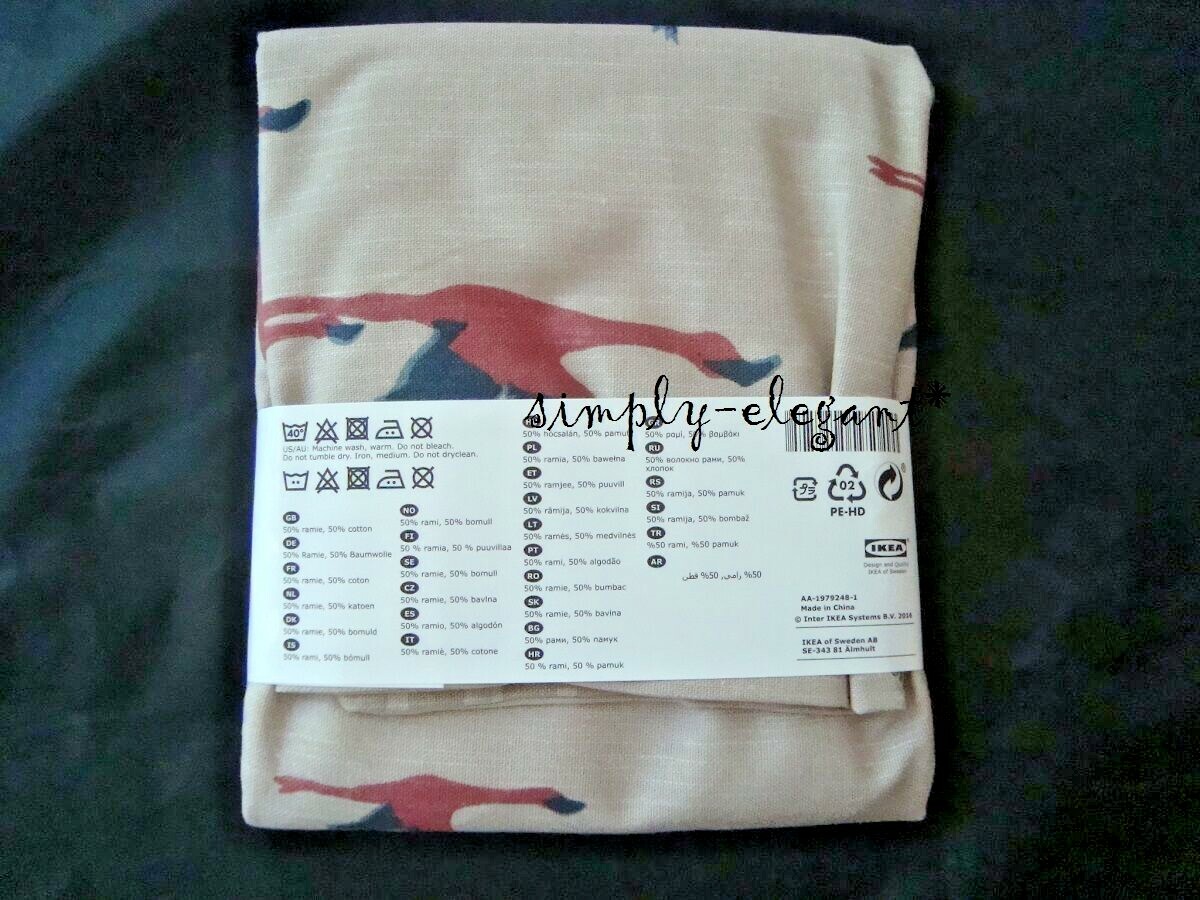 simply-elegant*
40°
US/AU: Machine wash, warm. Do not bleach.
Do not tumble dry. Iron, medium. Do not dryclean.
GB
50% ramie, 50% cotton
DE
50% Ramie, 50% Baumwolle
FR
50% ramie, 50% coton
NL
50% ramie, 50% katoen
DK
50% ramie, 50% bomuld
IS
50% rami, 50% bómull
NO
50% rami, 50% bomull
FI
50 % ramia, 50 % puuvillaa
SE
50% ramie, 50% bomull
CZ
50% ramie, 50% bavlna
ES
50% ramio, 50% algodón
IT
50% ramiè, 50% cotone
50% hócsalán, 50% pamut
PL
50% ramia, 50% bawełna
ET
50% ramjee, 50% puuvill
LV
50% rāmija, 50% kokvilna
LT
50% ramės, 50% medvilnės
PT
50% rami, 50% algodão
RO
50% ramie, 50% bumbac
SK
50% ramie, 50% bavlna
BG
50% рами, 50% памук
HR
50 % rami, 50 % pamuk
50% ραμί, 50% βαμβάκι
RU
50% волокно рами, 50%
хлопок
RS
50% ramija, 50% pamuk
SI
50% ramija, 50% bombaž
TR
%50 rami, %50 pamuk
AR
50% رامي, 50% قطن
プラ
02
PE-HD
IKEA
Design and Quality
IKEA of Sweden
AA-1979248-1
Made in China
© Inter IKEA Systems B.V. 2016
IKEA of Sweden AB
SE-343 81 Älmhult